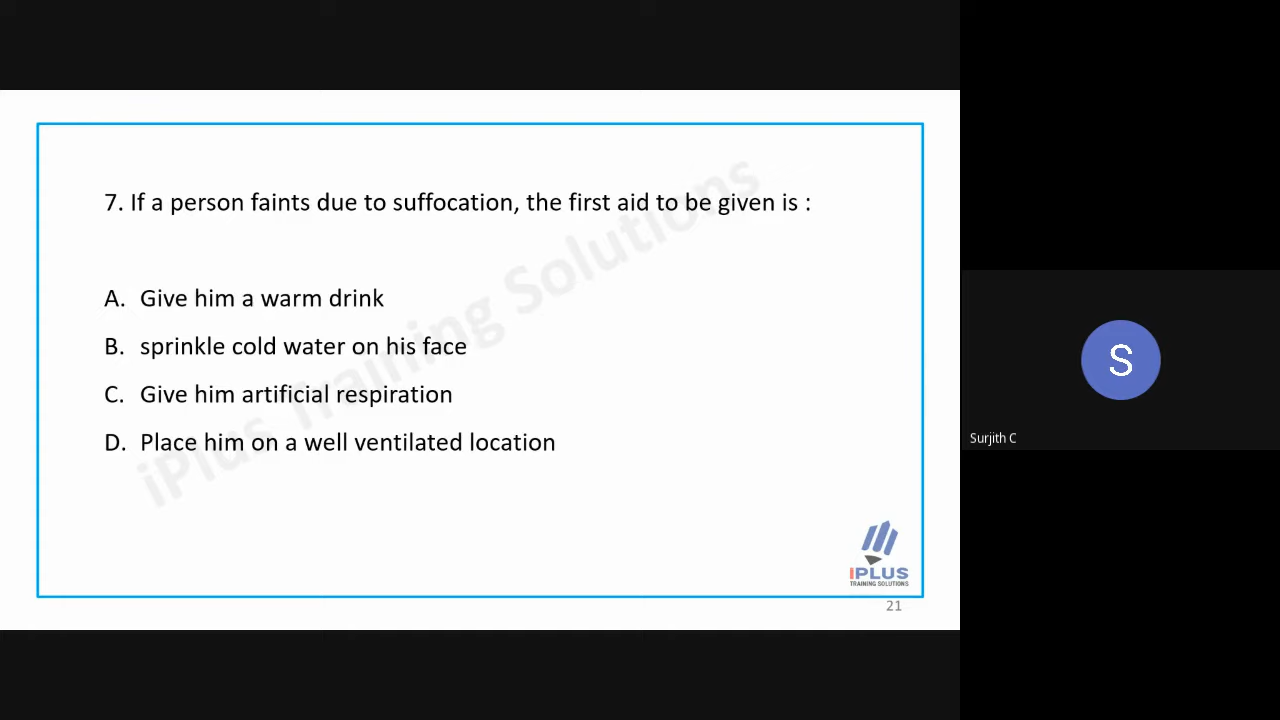 7. If a person faints due to suffocation, the first aid to be given is :
A. Give him a warm drink
B. sprinkle cold water on his face
C. Give him artificial respiration
D. Place him on a well ventilated location
iPlus Training Solutions
IPLUS
TRAINING SOLUTIONS
21
S
Surjith C